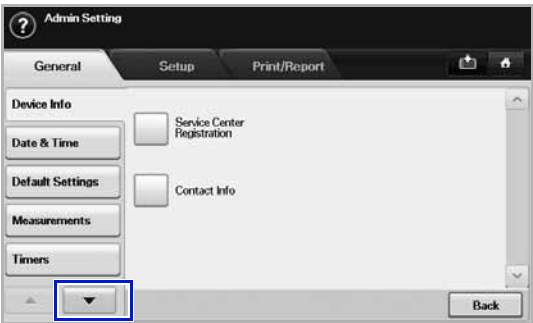 ? Admin Setting
General Setup Print/Report
Device Info
Service Center
Registration
Date & Time
Default Settings
Contact Info
Measurements
Timers
Back